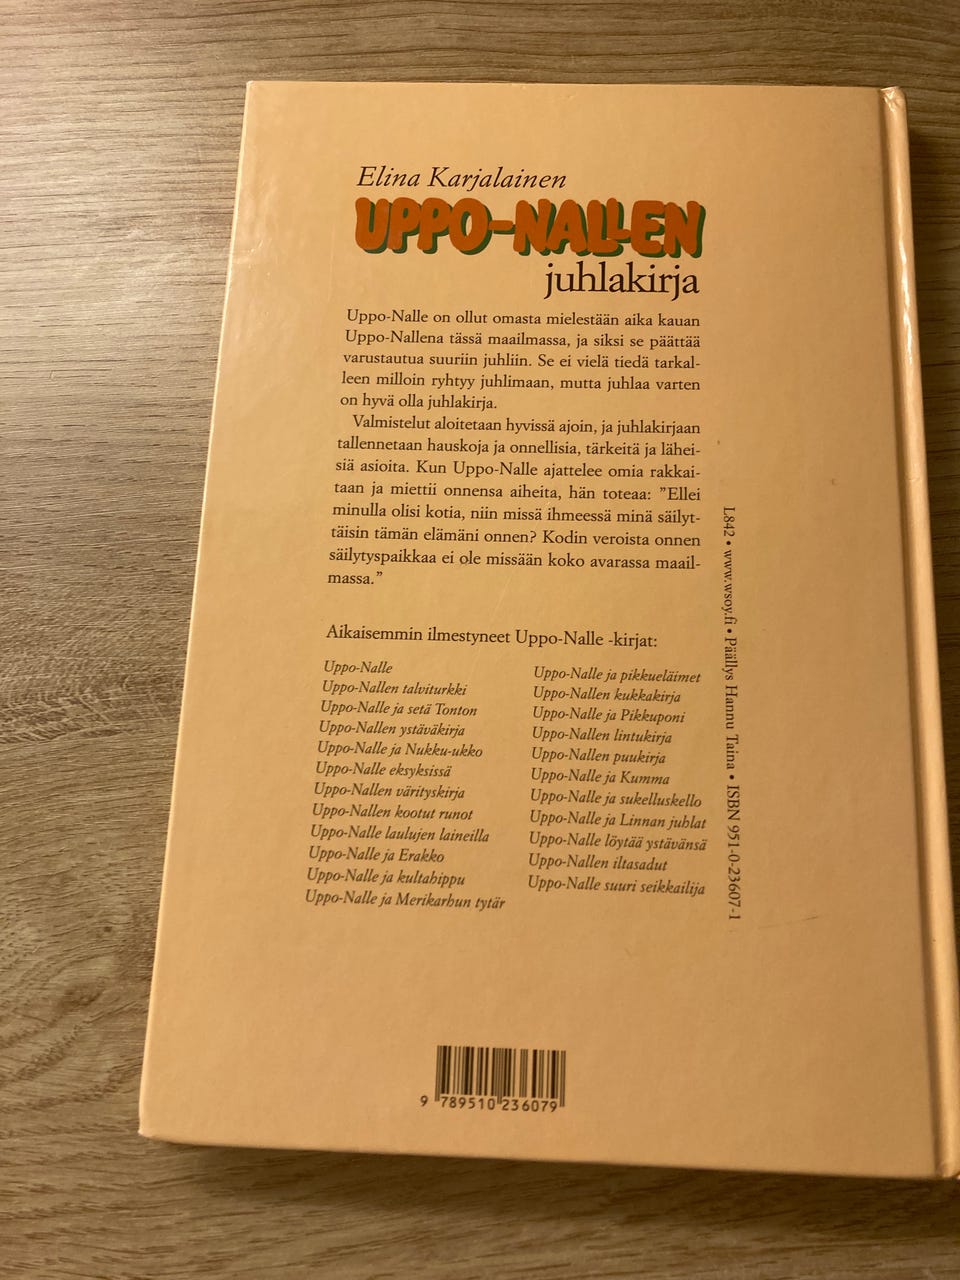 Elina Karjalainen
UPPO-NALLEN
juhlakirja
Uppo-Nalle on ollut omasta mielestään aika kauan
Uppo-Nallena tässä maailmassa, ja siksi se päättää
varustautua suuriin juhliin. Se ei vielä tiedä tarkal-
leen milloin ryhtyy juhlimaan, mutta juhlaa varten
on hyvä olla juhlakirja.
Valmistelut aloitetaan hyvissä ajoin, ja juhlakirjaan
tallennetaan hauskoja ja onnellisia, tärkeitä ja lähei-
siä asioita. Kun Uppo-Nalle ajattelee omia rakkai-
taan ja miettii onnensa aiheita, hän toteaa: ”Ellei
minulla olisi kotia, niin missä ihmeessä minä säilyt-
täisin tämän elämäni onnen? Kodin veroista onnen
säilytyspaikkaa ei ole missään koko avarassa maail-
massa.”
Aikaisemmin ilmestyneet Uppo-Nalle -kirjat:
Uppo-Nalle
Uppo-Nallen talviturkki
Uppo-Nalle ja setä Tonton
Uppo-Nallen ystäväkirja
Uppo-Nalle ja Nukku-ukko
Uppo-Nalle eksyksissä
Uppo-Nallen värityskirja
Uppo-Nallen kootut runot
Uppo-Nalle laulujen laineilla
Uppo-Nalle ja Erakko
Uppo-Nalle ja kultahippu
Uppo-Nalle ja Merikarhun tytär
Uppo-Nalle ja pikkueläimet
Uppo-Nallen kukkakirja
Uppo-Nalle ja Pikkuponi
Uppo-Nallen lintukirja
Uppo-Nallen puukirja
Uppo-Nalle ja Kumma
Uppo-Nalle ja sukelluskello
Uppo-Nalle ja Linnan juhlat
Uppo-Nalle löytää ystävänsä
Uppo-Nallen iltasadut
Uppo-Nalle suuri seikkailija
L842 • www.wsoy.fi • Päällys Hannu Taina • ISBN 951-0-23607-1
9 789510 236079